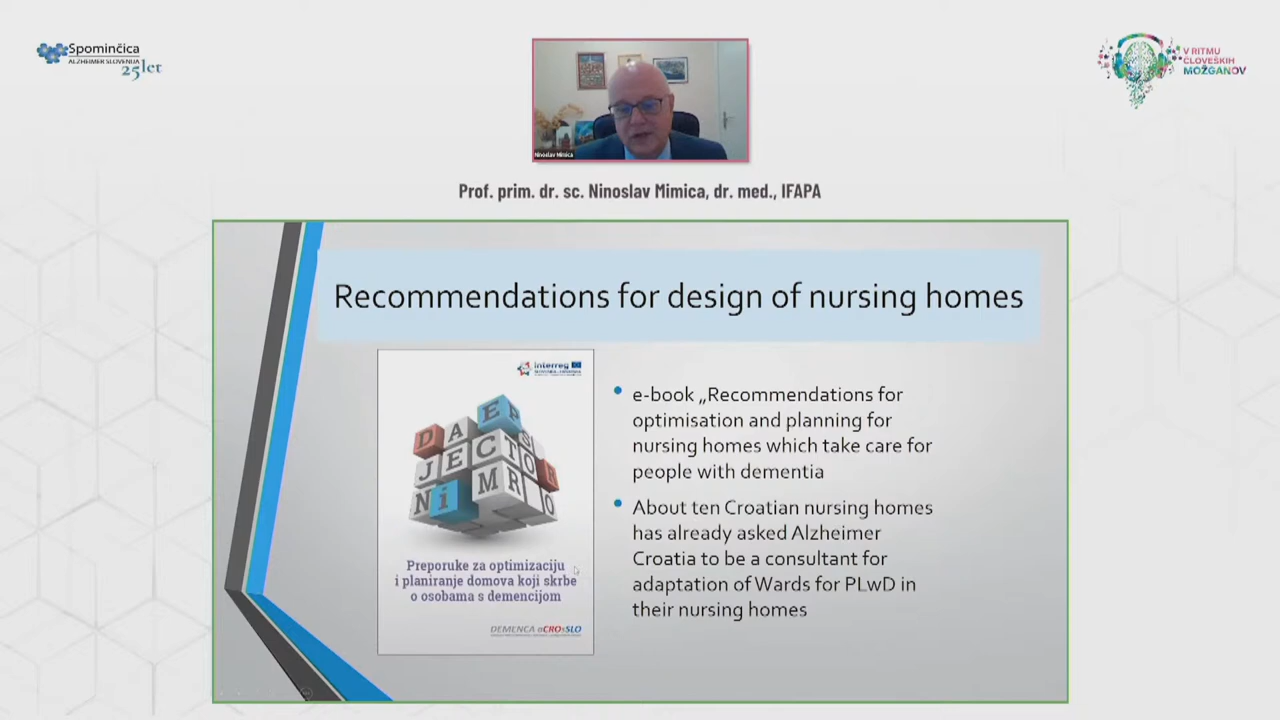 Spominčica
ALZHEIMER SLOVENIJA
25let
V RITMU
ČLOVEŠKIH
MOŽGANOV
Ninoslav Mimica
Prof. prim. dr. sc. Ninoslav Mimica, dr. med., IFAPA
Recommendations for design of nursing homes
interreg
D A E P
J E C T O H
N i M R O
Preporuke za optimizaciju
i planiranje domova koji skrbe
o osobama s demencijom
DEMENCA aCROsSLO
• e-book „Recommendations for
optimisation and planning for
nursing homes which take care for
people with dementia
• About ten Croatian nursing homes
has already asked Alzheimer
Croatia to be a consultant for
adaptation of Wards for PLwD in
their nursing homes